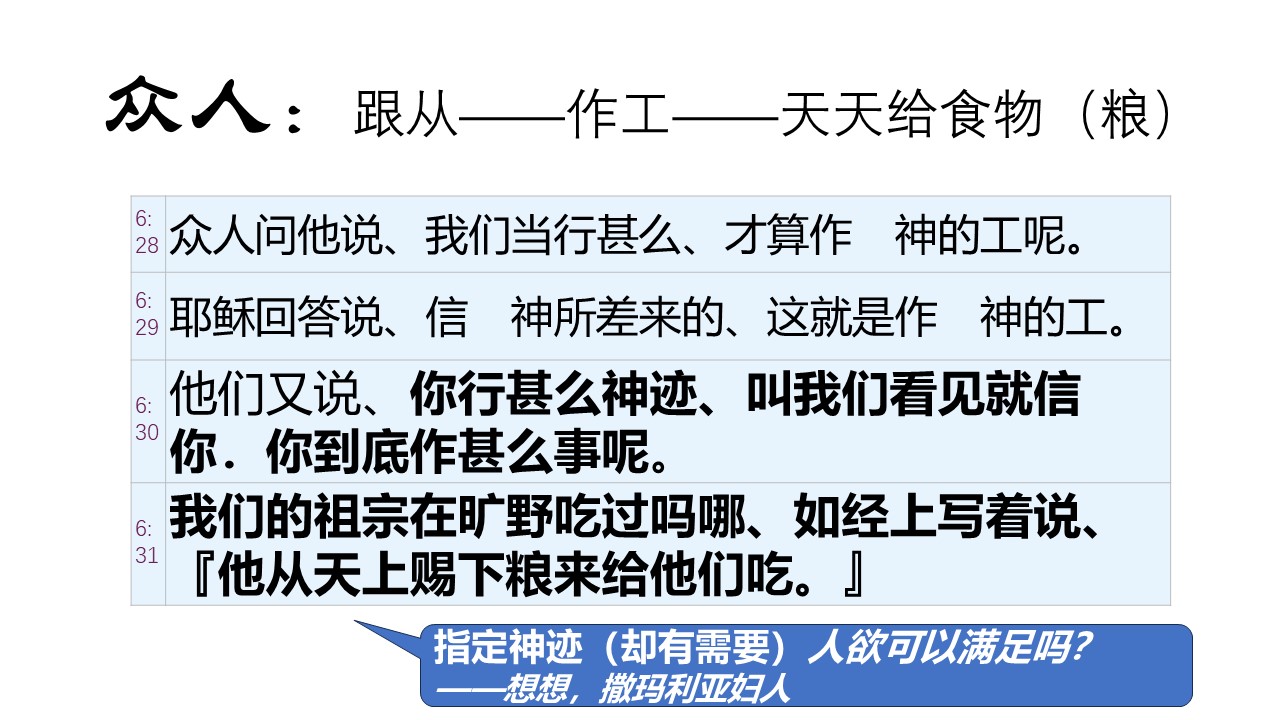 众人：跟从——作工——天天给食物（粮）
6:
28
众人问他说、我们当行甚么、才算作　神的工呢。
6:
29
耶稣回答说、信　神所差来的、这就是作　神的工。
6:
30
他们又说、你行甚么神迹、叫我们看见就信
你．你到底作甚么事呢。
6:
31
我们的祖宗在旷野吃过吗哪、如经上写着说、
『他从天上赐下粮来给他们吃。』
指定神迹（却有需要）人欲可以满足吗？
——想想，撒玛利亚妇人